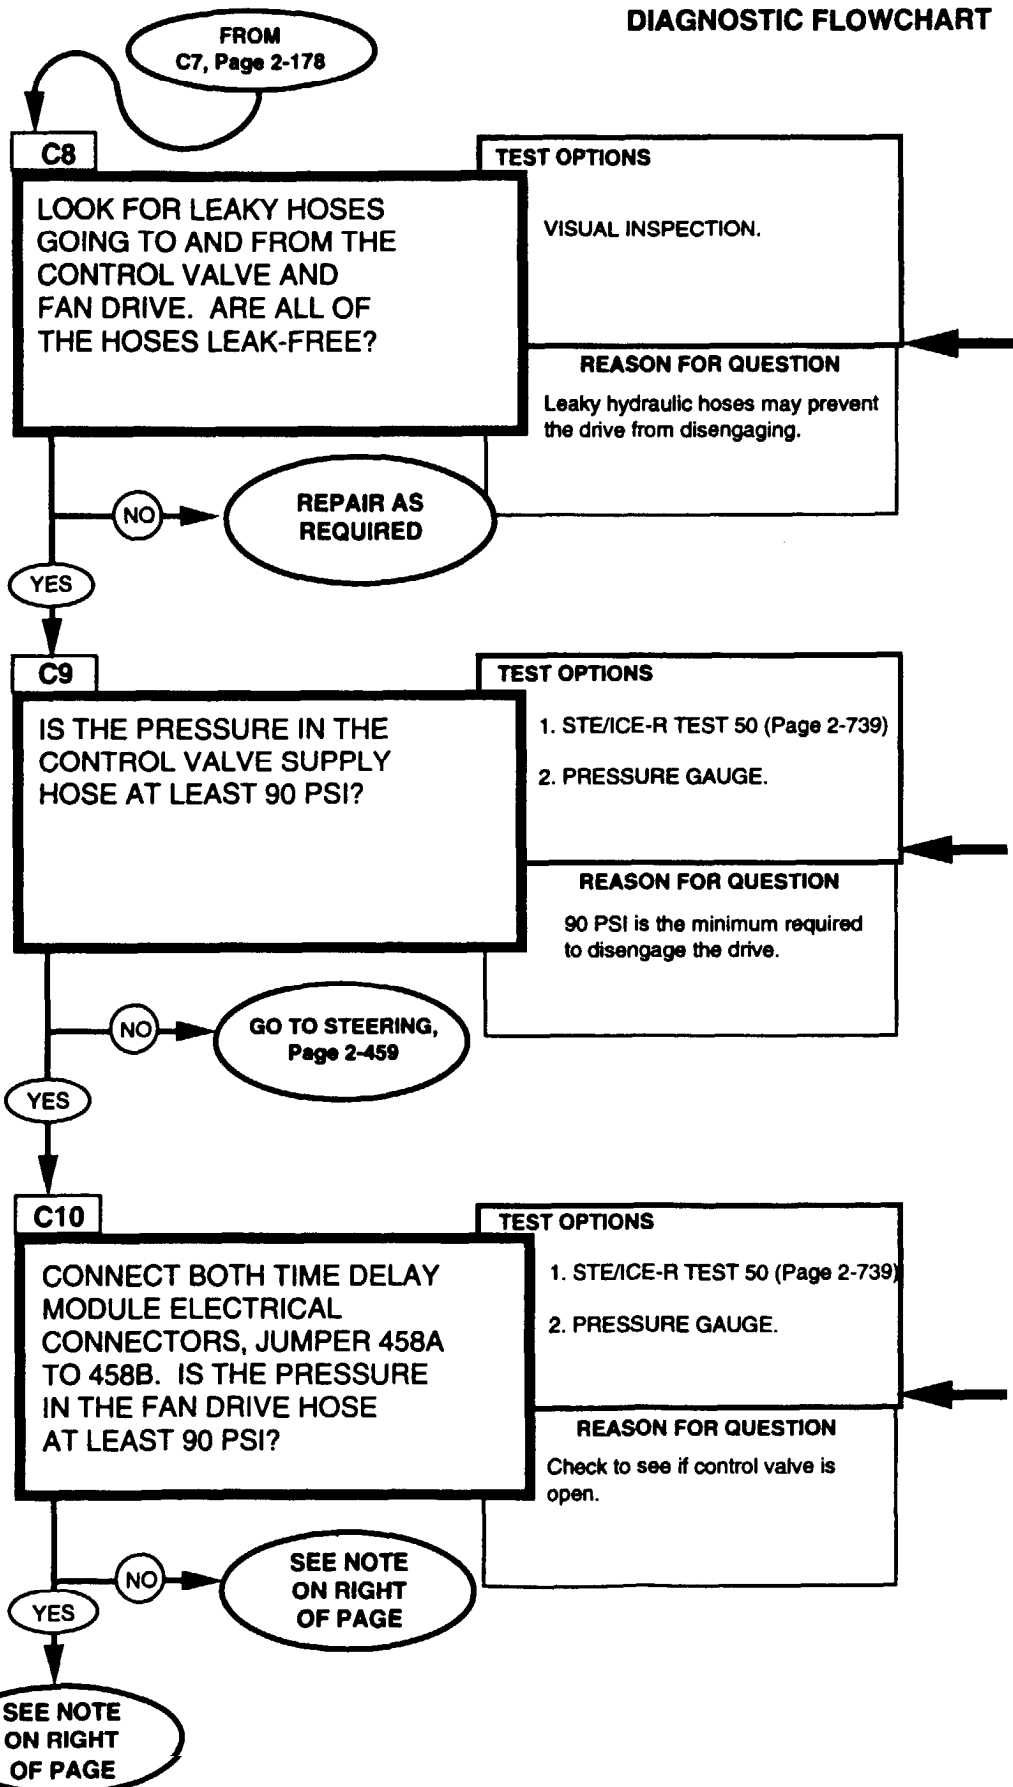 DIAGNOSTIC FLOWCHART
FROM
C7, Page 2-178
C8
LOOK FOR LEAKY HOSES
GOING TO AND FROM THE
CONTROL VALVE AND
FAN DRIVE. ARE ALL OF
THE HOSES LEAK-FREE?
TEST OPTIONS
VISUAL INSPECTION.
REASON FOR QUESTION
Leaky hydraulic hoses may prevent
the drive from disengaging.
NO
REPAIR AS
REQUIRED
YES
C9
IS THE PRESSURE IN THE
CONTROL VALVE SUPPLY
HOSE AT LEAST 90 PSI?
TEST OPTIONS
1. STE/ICE-R TEST 50 (Page 2-739)
2. PRESSURE GAUGE.
REASON FOR QUESTION
90 PSI is the minimum required
to disengage the drive.
NO
GO TO STEERING,
Page 2-459
YES
C10
CONNECT BOTH TIME DELAY
MODULE ELECTRICAL
CONNECTORS, JUMPER 458A
TO 458B. IS THE PRESSURE
IN THE FAN DRIVE HOSE
AT LEAST 90 PSI?
TEST OPTIONS
1. STE/ICE-R TEST 50 (Page 2-739)
2. PRESSURE GAUGE.
REASON FOR QUESTION
Check to see if control valve is
open.
NO
SEE NOTE
ON RIGHT
OF PAGE
YES
SEE NOTE
ON RIGHT
OF PAGE